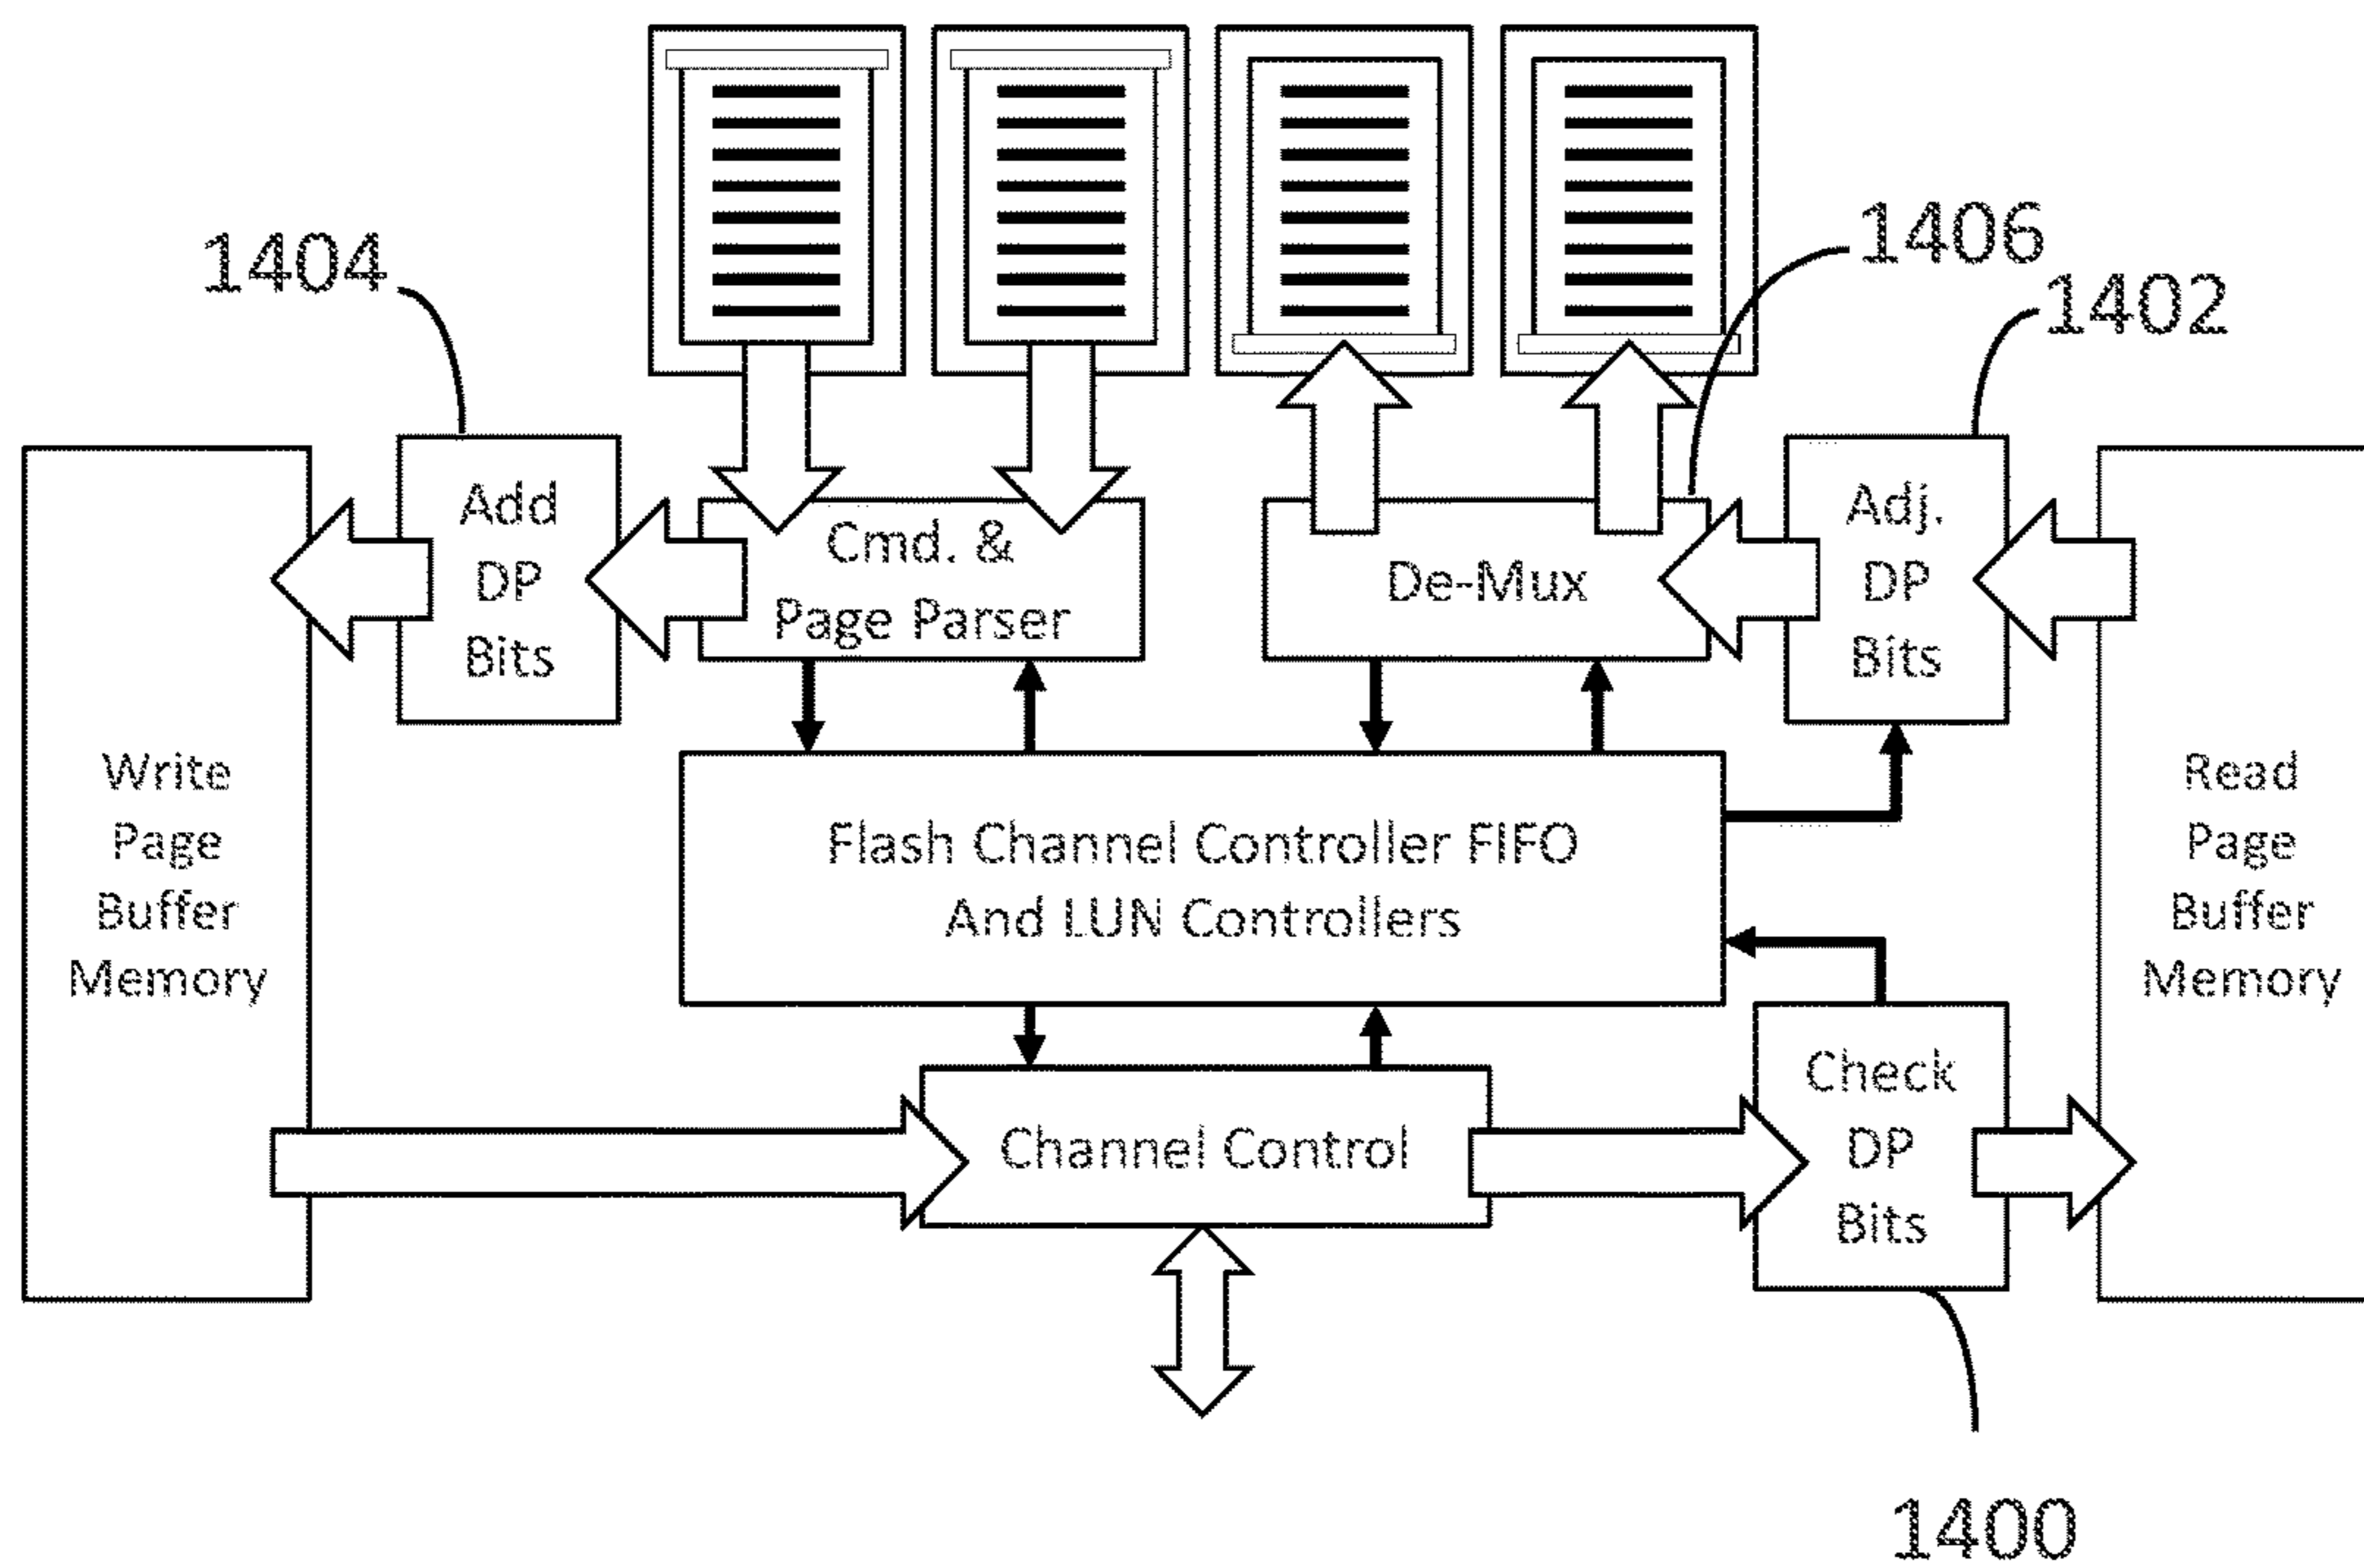 1404
1406
1402
Add
DP
Bits
Cmd. &
Page Parser
De-Mux
Adj.
DP
Bits
Write
Page
Buffer
Memory
Flash Channel Controller FIFO
And LUN Controllers
Read
Page
Buffer
Memory
Channel Control
Check
DP
Bits
1400